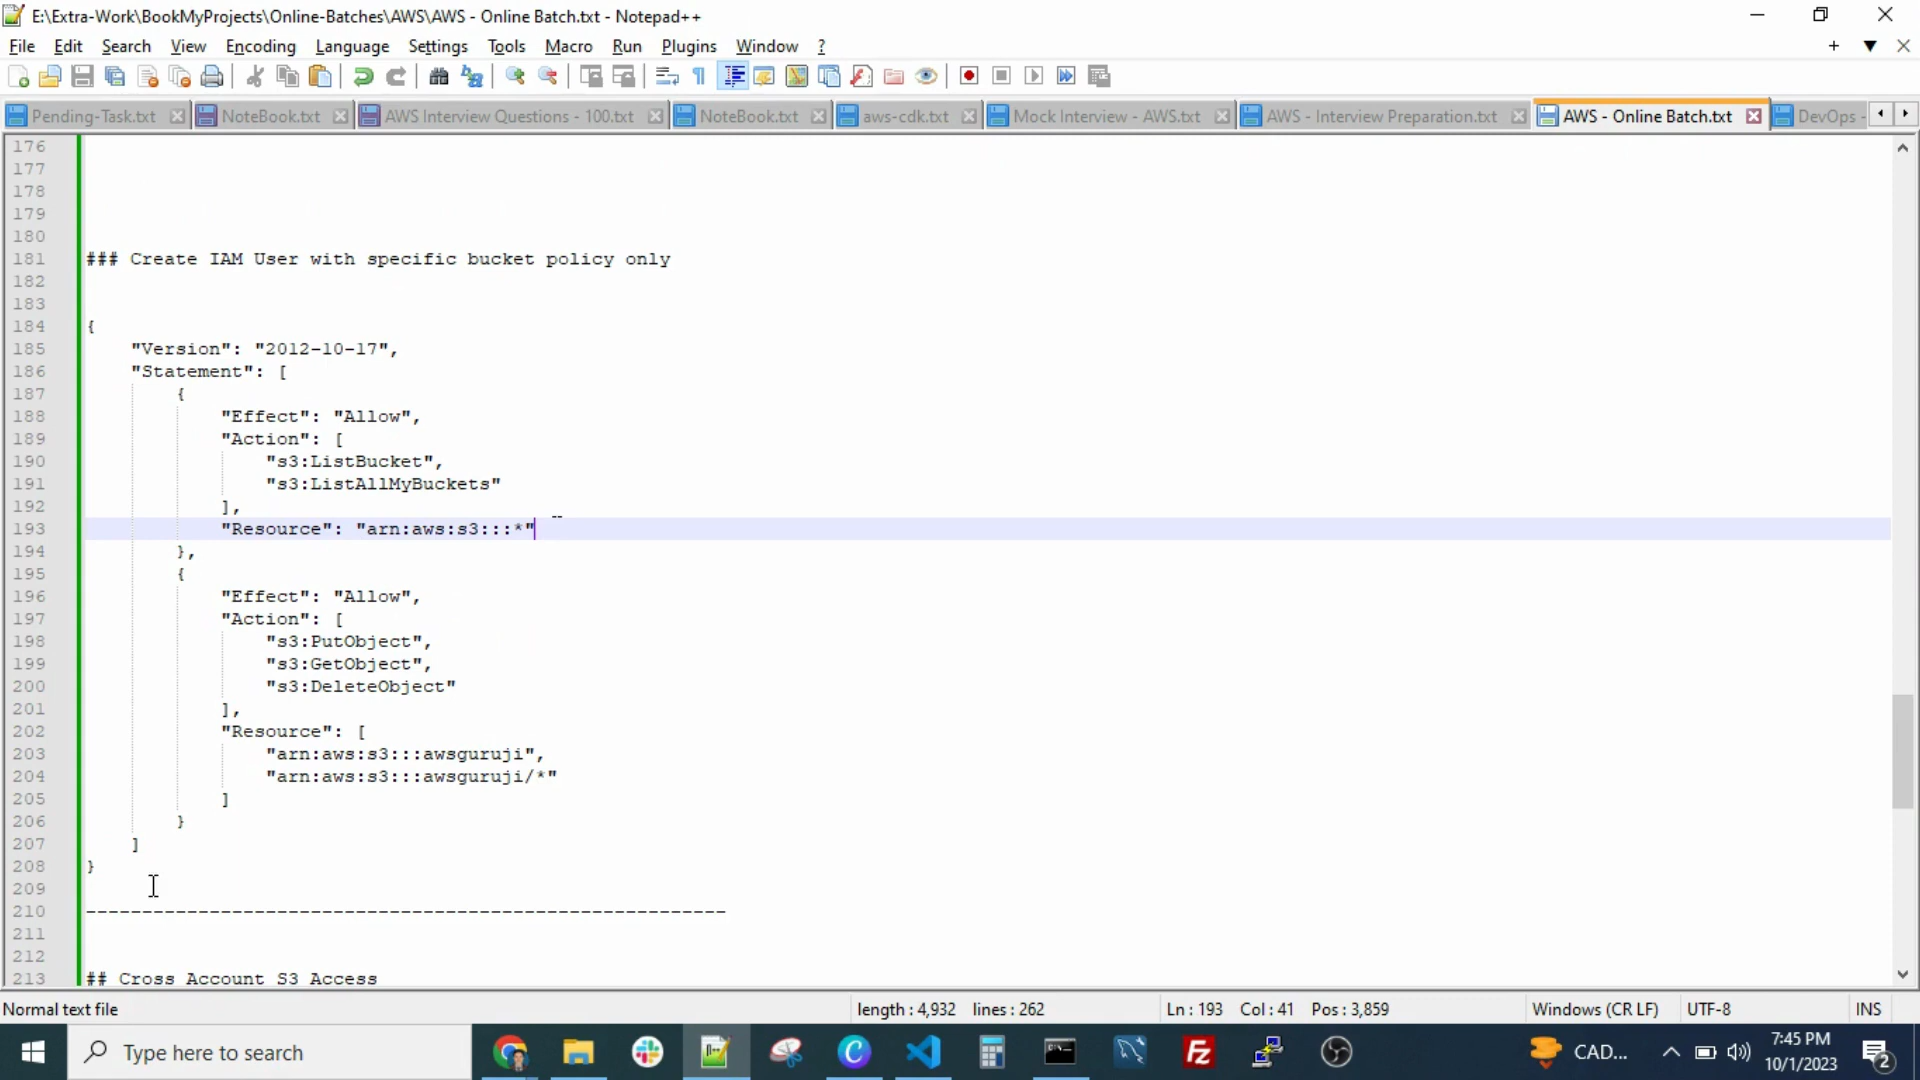 E:\Extra-Work\BookMyProjects\Online-Batches\AWS\AWS - Online Batch.txt - Notepad++
File Edit Search View Encoding Language Settings Tools Macro Run Plugins Window ?
Pending-Task.txt NoteBook.txt AWS Interview Questions - 100.txt NoteBook.txt aws-cdk.txt Mock Interview - AWS.txt AWS - Interview Preparation.txt AWS - Online Batch.txt DevOps -
176
177
178
179
180
181 ### Create IAM User with specific bucket policy only
182
183
184 {
185 "Version": "2012-10-17",
186 "Statement": [
187 {
188 "Effect": "Allow",
189 "Action": [
190 "s3:ListBucket",
191 "s3:ListAllMyBuckets"
192 ],
193 "Resource": "arn:aws:s3:::*"
194 },
195 {
196 "Effect": "Allow",
197 "Action": [
198 "s3:PutObject",
199 "s3:GetObject",
200 "s3:DeleteObject"
201 ],
202 "Resource": [
203 "arn:aws:s3:::awsguruji",
204 "arn:aws:s3:::awsguruji/*"
205 ]
206 }
207 ]
208 }
209
210 ----------------------------------------------------------
211
212
213 ## Cross Account S3 Access
Normal text file length : 4,932 lines : 262 Ln : 193 Col : 41 Pos : 3,859 Windows (CR LF) UTF-8 INS
Type here to search CAD... 7:45 PM
10/1/2023 2